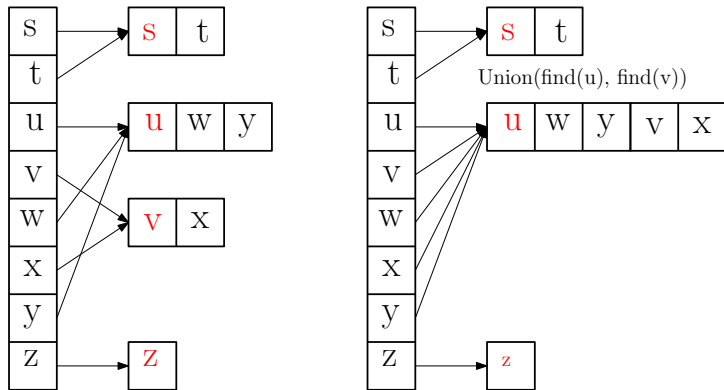 s s t s s t
t t Union(find(u), find(v))
u u w y u u w y v x
v v
w v x w
x x
y y
z z z z